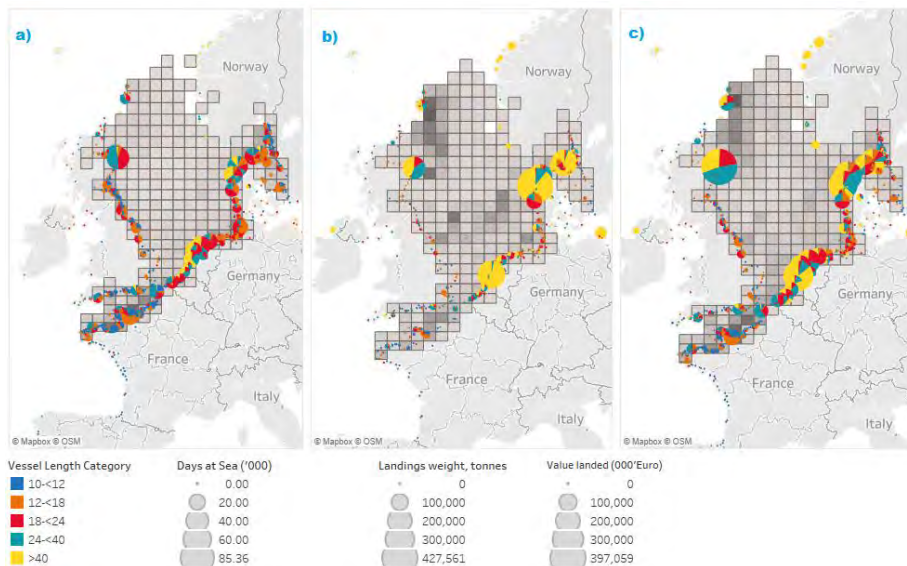 a)
Norway
Germany
France
Italy
© Mapbox © OSM
b)
Norway
Germany
France
Italy
© Mapbox © OSM
c)
Norway
Germany
France
Italy
© Mapbox © OSM
Vessel Length Category
10-<12
12-<18
18-<24
24-<40
>40
Days at Sea ('000)
0.00
20.00
40.00
60.00
85.36
Landings weight, tonnes
0
100,000
200,000
300,000
427,561
Value landed (000'Euro)
0
100,000
200,000
300,000
397,059